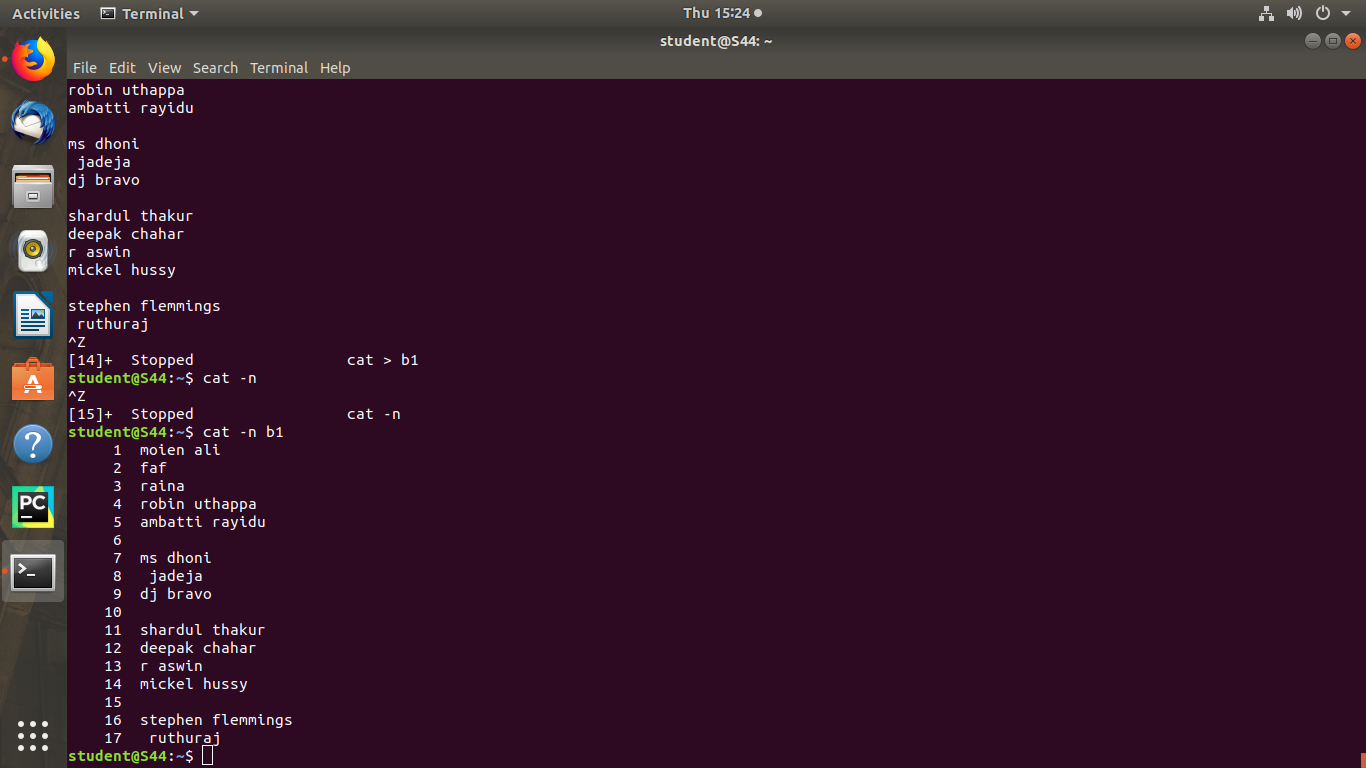 Activities Terminal Thu 15:24
student@S44: ~
File Edit View Search Terminal Help
robin uthappa
ambatti rayidu

ms dhoni
 jadeja
dj bravo

shardul thakur
deepak chahar
r aswin
mickel hussy

stephen flemmings
 ruthuraj
^Z
[14]+  Stopped                 cat > b1
student@S44:~$ cat -n
^Z
[15]+  Stopped                 cat -n
student@S44:~$ cat -n b1
     1  moien ali
     2  faf
     3  raina
     4  robin uthappa
     5  ambatti rayidu
     6
     7  ms dhoni
     8   jadeja
     9  dj bravo
    10
    11  shardul thakur
    12  deepak chahar
    13  r aswin
    14  mickel hussy
    15
    16  stephen flemmings
    17   ruthuraj
student@S44:~$
PC